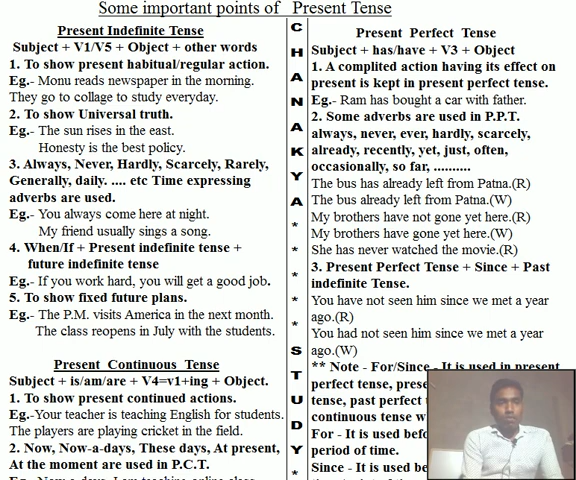 Some important points of Present Tense
Present Indefinite Tense
Subject + V1/V5 + Object + other words
1. To show present habitual/regular action.
Eg.- Monu reads newspaper in the morning.
They go to collage to study everyday.
2. To show Universal truth.
Eg.- The sun rises in the east.
Honesty is the best policy.
3. Always, Never, Hardly, Scarcely, Rarely,
Generally, daily. .... etc Time expressing
adverbs are used.
Eg.- You always come here at night.
My friend usually sings a song.
4. When/If + Present indefinite tense +
future indefinite tense
Eg.- If you work hard, you will get a good job.
5. To show fixed future plans.
Eg.- The P.M. visits America in the next month.
The class reopens in July with the students.
Present Continuous Tense
Subject + is/am/are + V4=v1+ing + Object.
1. To show present continued actions.
Eg.-Your teacher is teaching English for students.
The players are playing cricket in the field.
2. Now, Now-a-days, These days, At present,
At the moment are used in P.C.T.
C
H
A
N
A
K
Y
A
*
*
*
*
*
*
S
T
U
D
Y
*
Present Perfect Tense
Subject + has/have + V3 + Object
1. A complited action having its effect on
present is kept in present perfect tense.
Eg.- Ram has bought a car with father.
2. Some adverbs are used in P.P.T.
always, never, ever, hardly, scarcely,
already, recently, yet, just, often,
occasionally, so far, ..........
The bus has already left from Patna.(R)
The bus already left from Patna.(W)
My brothers have not gone yet here.(R)
My brothers have gone yet here.(W)
She has never watched the movie.(R)
3. Present Perfect Tense + Since + Past
indefinite Tense.
You have not seen him since we met a year
ago.(R)
You had not seen him since we met a year
ago.(W)
** Note - For/Since - It is used in present
perfect tense,
tense, past perfect
continuous tense
For - It is used
period of time.
Since - It is used